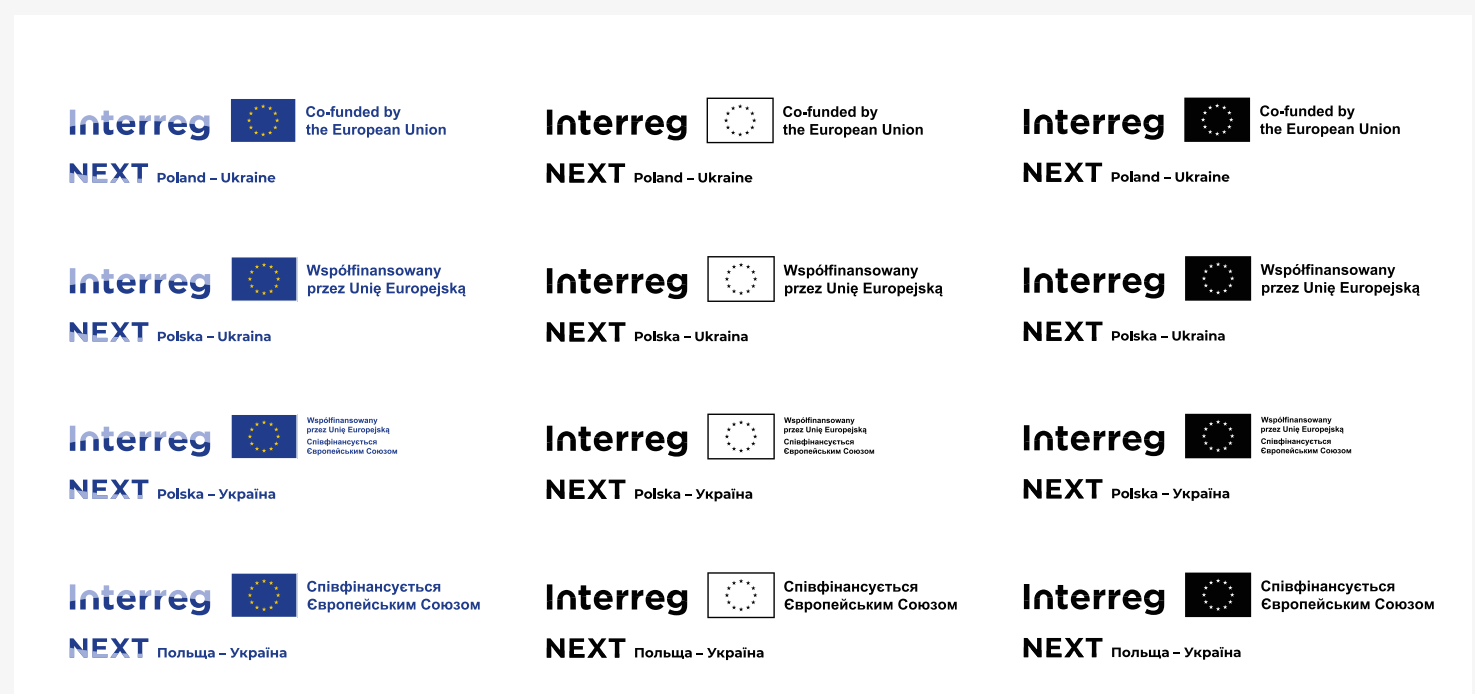 Interreg Co-funded by
the European Union
NEXT Poland – Ukraine
Interreg Co-funded by
the European Union
NEXT Poland – Ukraine
Interreg Co-funded by
the European Union
NEXT Poland – Ukraine
Interreg Współfinansowany
przez Unię Europejską
NEXT Polska – Ukraina
Interreg Współfinansowany
przez Unię Europejską
NEXT Polska – Ukraina
Interreg Współfinansowany
przez Unię Europejską
NEXT Polska – Ukraina
Interreg Współfinansowany
przez Unię Europejską
Співфінансується
Європейським Союзом
NEXT Polska – Україна
Interreg Współfinansowany
przez Unię Europejską
Співфінансується
Європейським Союзом
NEXT Polska – Україна
Interreg Współfinansowany
przez Unię Europejską
Співфінансується
Європейським Союзом
NEXT Polska – Україна
Interreg Співфінансується
Європейським Союзом
NEXT Польща – Україна
Interreg Співфінансується
Європейським Союзом
NEXT Польща – Україна
Interreg Співфінансується
Європейським Союзом
NEXT Польща – Україна